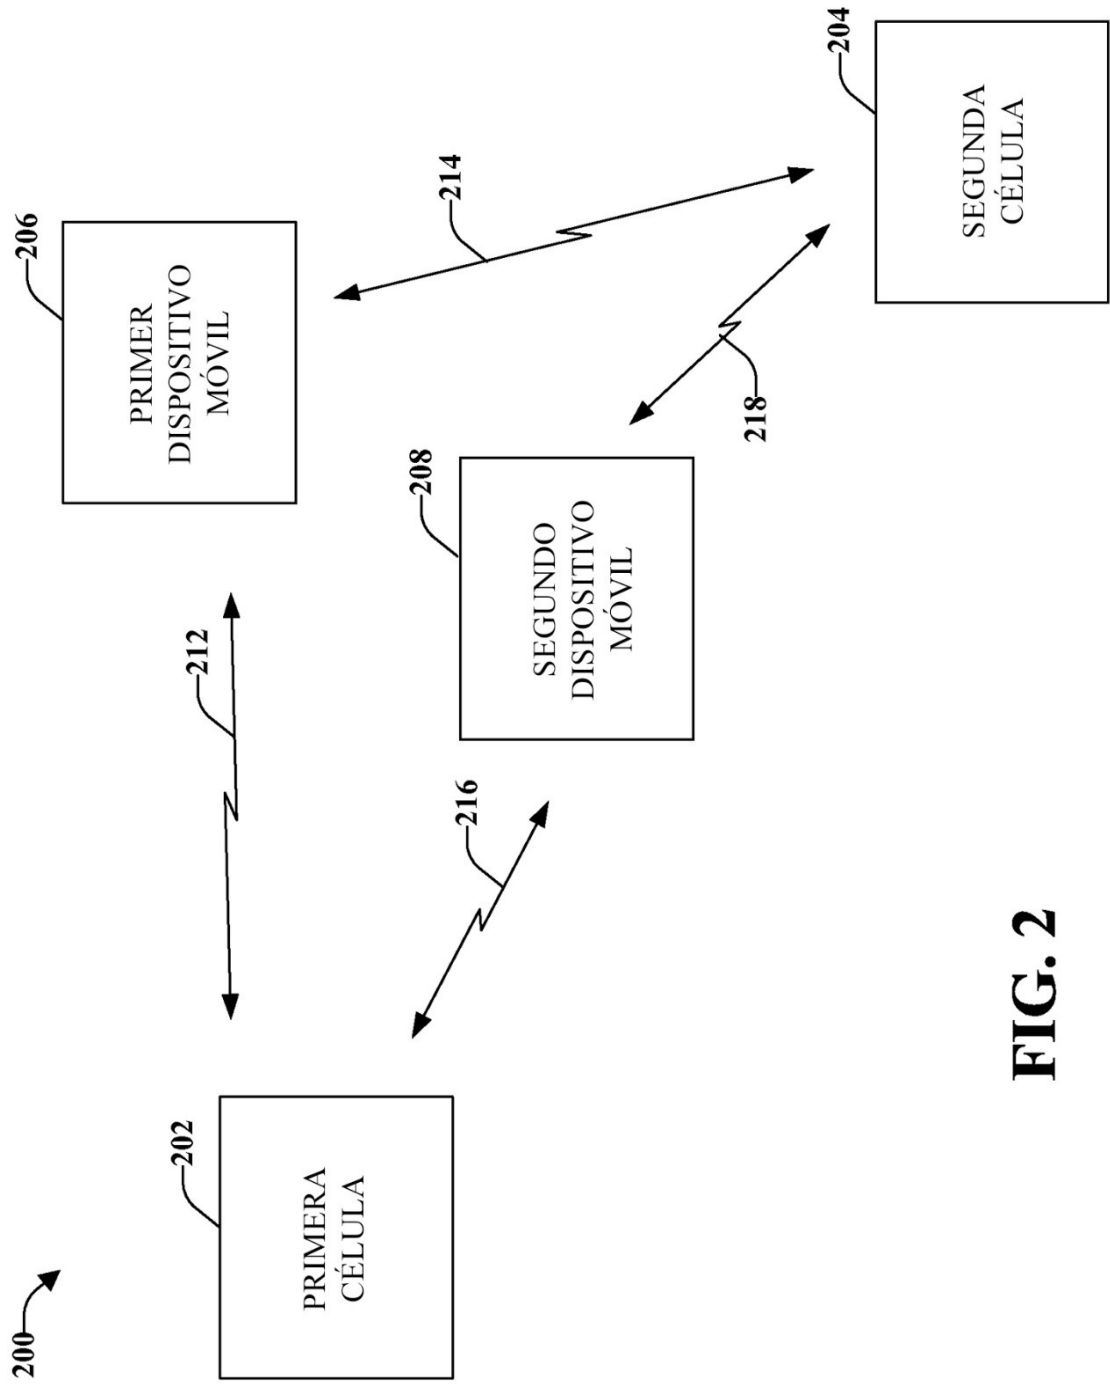 200
206
PRIMER
DISPOSITIVO
MÓVIL
202
212
PRIMERA
CÉLULA
208
214
216
SEGUNDO
DISPOSITIVO
MÓVIL
218
204
SEGUNDA
CÉLULA
FIG. 2